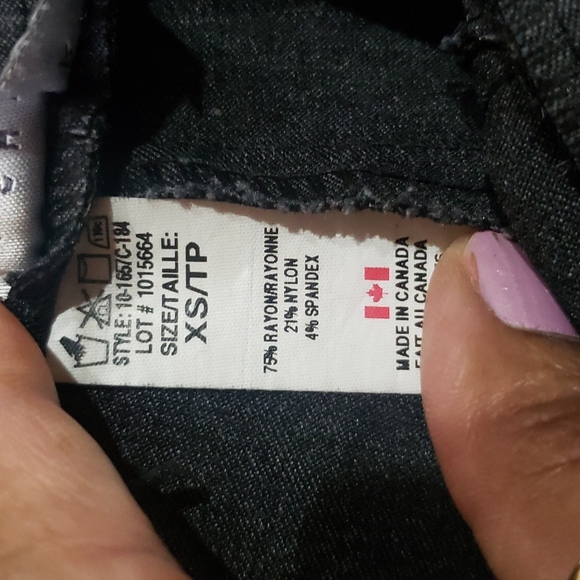 STYLE: 10-165/C-184
LOT # 1015664
SIZE/TAILLE:
XS/TP
75% RAYON/RAYONNE
21% NYLON
4% SPANDEX
MADE IN CANADA
FAIT AU CANADA